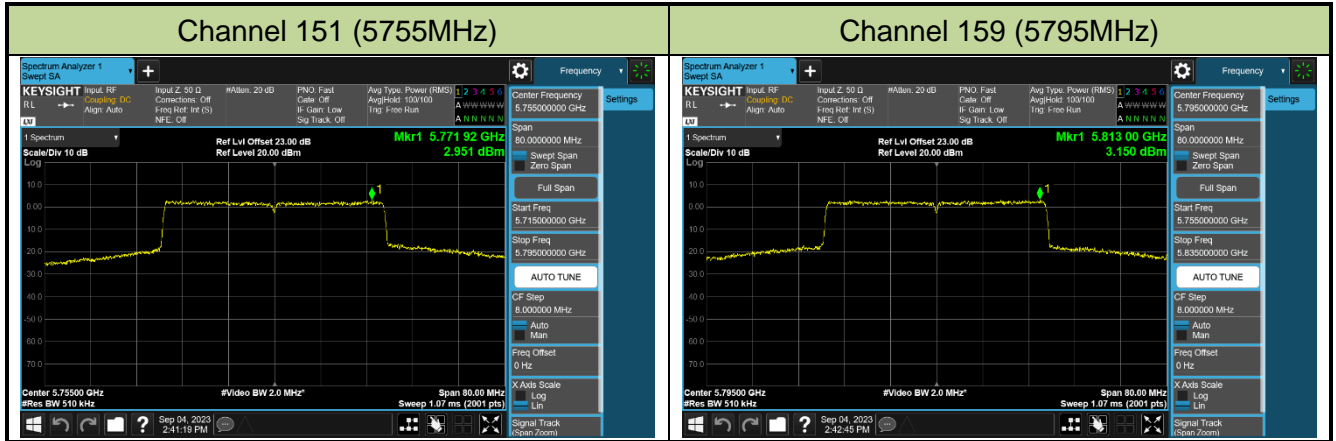 Channel 151 (5755MHz)
Spectrum Analyzer 1
Swept SA
Frequency
KEYSIGHT
RL
LXI
Input: RF
Coupling: DC
Align: Auto
Input Z: 50 Ω
Corrections: Off
Freq Ref: Int (S)
NFE: Off
#Atten: 20 dB
PNO: Fast
Gate: Off
IF Gain: Low
Sig Track: Off
Avg Type: Power (RMS)
Avg|Hold: 100/100
Trig: Free Run
1 2 3 4 5 6
A W W W W W
A N N N N N
Center Frequency
5.755000000 GHz
Settings
1 Spectrum
Scale/Div 10 dB
Log
Ref Lvl Offset 23.00 dB
Ref Level 20.00 dBm
Mkr1 5.771 92 GHz
2.951 dBm
Span
80.0000000 MHz
Swept Span
Zero Span
Full Span
Start Freq
5.715000000 GHz
Stop Freq
5.795000000 GHz
AUTO TUNE
CF Step
8.000000 MHz
Auto
Man
Freq Offset
0 Hz
X Axis Scale
Log
Lin
Signal Track
(Span Zoom)
1
10.0
0.00
-10.0
-20.0
-30.0
-40.0
-50.0
-60.0
-70.0
Center 5.75500 GHz
#Res BW 510 kHz
#Video BW 2.0 MHz*
Span 80.00 MHz
Sweep 1.07 ms (2001 pts)
?
Sep 04, 2023
2:41:19 PM
Channel 159 (5795MHz)
Spectrum Analyzer 1
Swept SA
Frequency
KEYSIGHT
RL
LXI
Input: RF
Coupling: DC
Align: Auto
Input Z: 50 Ω
Corrections: Off
Freq Ref: Int (S)
NFE: Off
#Atten: 20 dB
PNO: Fast
Gate: Off
IF Gain: Low
Sig Track: Off
Avg Type: Power (RMS)
Avg|Hold: 100/100
Trig: Free Run
1 2 3 4 5 6
A W W W W W
A N N N N N
Center Frequency
5.795000000 GHz
Settings
1 Spectrum
Scale/Div 10 dB
Log
Ref Lvl Offset 23.00 dB
Ref Level 20.00 dBm
Mkr1 5.813 00 GHz
3.150 dBm
Span
80.0000000 MHz
Swept Span
Zero Span
Full Span
Start Freq
5.755000000 GHz
Stop Freq
5.835000000 GHz
AUTO TUNE
CF Step
8.000000 MHz
Auto
Man
Freq Offset
0 Hz
X Axis Scale
Log
Lin
Signal Track
(Span Zoom)
1
10.0
0.00
-10.0
-20.0
-30.0
-40.0
-50.0
-60.0
-70.0
Center 5.79500 GHz
#Res BW 510 kHz
#Video BW 2.0 MHz*
Span 80.00 MHz
Sweep 1.07 ms (2001 pts)
?
Sep 04, 2023
2:42:45 PM